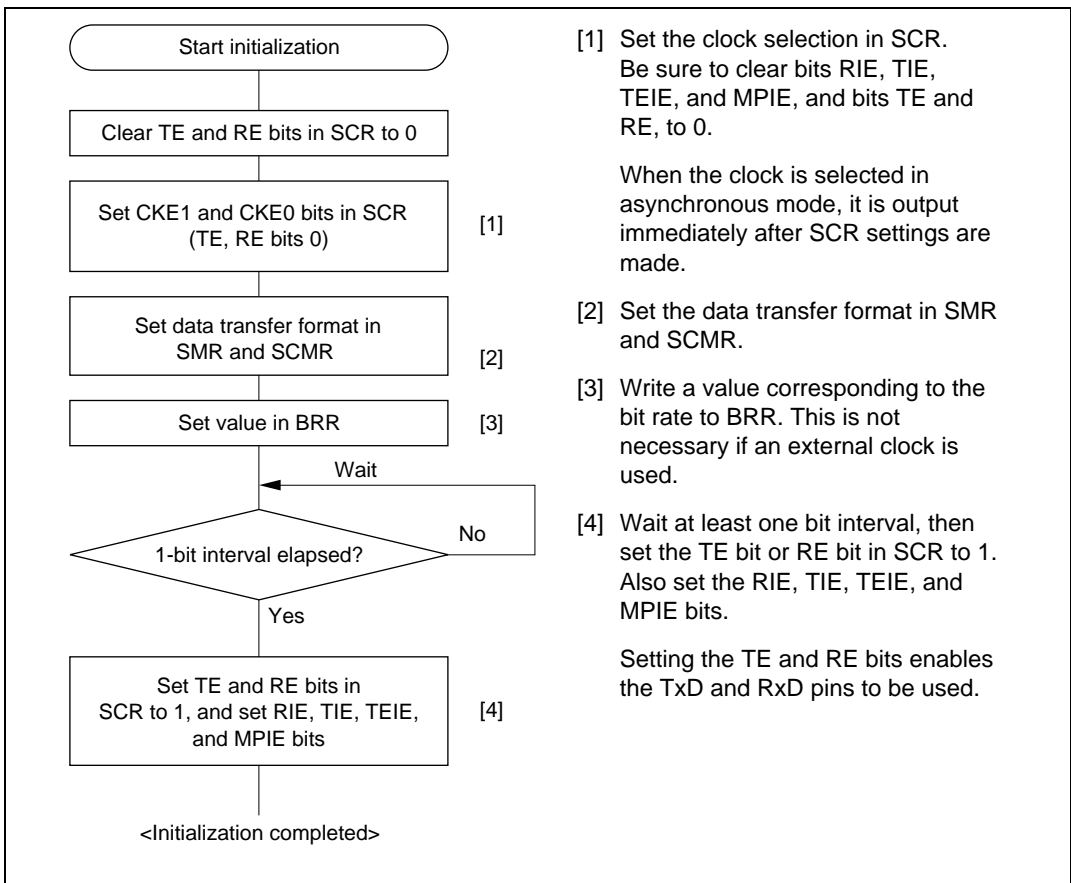 Start initialization
Clear TE and RE bits in SCR to 0
Set CKE1 and CKE0 bits in SCR
(TE, RE bits 0)
[1]
Set data transfer format in
SMR and SCMR
[2]
Set value in BRR
[3]
Wait
No
1-bit interval elapsed?
Yes
Set TE and RE bits in
SCR to 1, and set RIE, TIE, TEIE,
and MPIE bits
[4]
<Initialization completed>
[1] Set the clock selection in SCR.
Be sure to clear bits RIE, TIE,
TEIE, and MPIE, and bits TE and
RE, to 0.
When the clock is selected in
asynchronous mode, it is output
immediately after SCR settings are
made.
[2] Set the data transfer format in SMR
and SCMR.
[3] Write a value corresponding to the
bit rate to BRR. This is not
necessary if an external clock is
used.
[4] Wait at least one bit interval, then
set the TE bit or RE bit in SCR to 1.
Also set the RIE, TIE, TEIE, and
MPIE bits.
Setting the TE and RE bits enables
the TxD and RxD pins to be used.